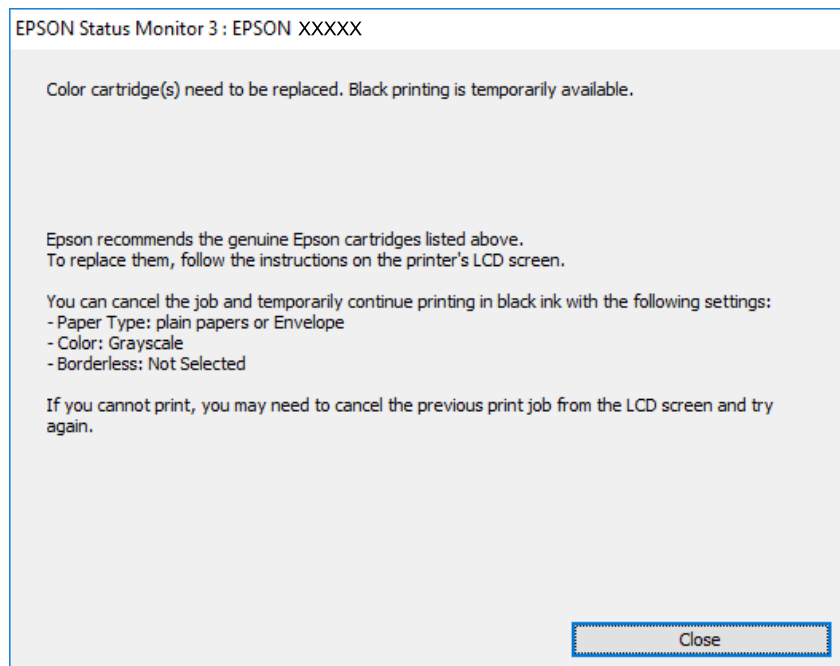 EPSON Status Monitor 3 : EPSON XXXXX
Color cartridge(s) need to be replaced. Black printing is temporarily available.
Epson recommends the genuine Epson cartridges listed above.
To replace them, follow the instructions on the printer's LCD screen.
You can cancel the job and temporarily continue printing in black ink with the following settings:
- Paper Type: plain papers or Envelope
- Color: Grayscale
- Borderless: Not Selected
If you cannot print, you may need to cancel the previous print job from the LCD screen and try
again.
Close